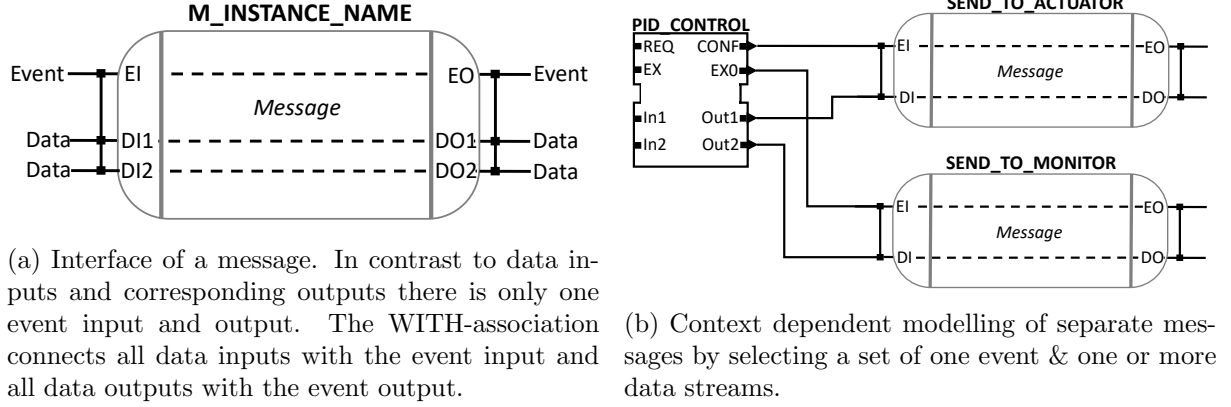 M_INSTANCE_NAME
Event EI EO Event
Message
Data DI1 DO1 Data
Data DI2 DO2 Data
(a) Interface of a message. In contrast to data in-
puts and corresponding outputs there is only one
event input and output. The WITH-association
connects all data inputs with the event input and
all data outputs with the event output.
SEND_TO_ACTUATOR
PID_CONTROL
REQ CONF
EX EX0
In1 Out1
In2 Out2
EI EO
Message
DI DO
SEND_TO_MONITOR
EI EO
Message
DI DO
(b) Context dependent modelling of separate mes-
sages by selecting a set of one event & one or more
data streams.